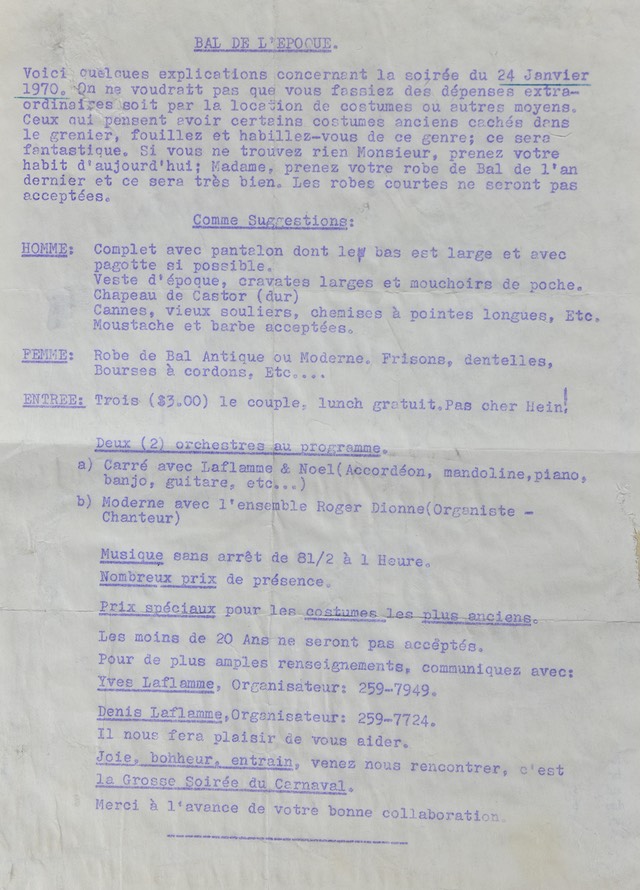 BAL DE L'EPOQUE.
Voici quelques explications concernant la soirée du 24 Janvier
1970. On ne voudrait pas que vous fassiez des dépenses extra-
ordinaires soit par la location de costumes ou autres moyens.
Ceux qui pensent avoir certains costumes anciens cachés dans
le grenier, fouillez et habillez-vous de ce genre; ce sera
fantastique. Si vous ne trouvez rien Monsieur, prenez votre
habit d'aujourd'hui; Madame, prenez votre robe de Bal de l'an
dernier et ce sera très bien. Les robes courtes ne seront pas
acceptées.
Comme Suggestions:
HOMME: Complet avec pantalon dont le bas est large et avec
pagotte si possible.
Veste d'époque, cravates larges et mouchoirs de poche.
Chapeau de Castor (dur)
Cannes, vieux souliers, chemises à pointes longues, Etc.
Moustache et barbe acceptées.
FEMME: Robe de Bal Antique ou Moderne. Frisons, dentelles,
Bourses à cordons, Etc....
ENTREE: Trois ($3.00) le couple, lunch gratuit.Pas cher Hein!
Deux (2) orchestres au programme.
a) Carré avec Laflamme & Noel(Accordéon, mandoline,piano,
banjo, guitare, etc...)
b) Moderne avec l'ensemble Roger Dionne(Organiste -
Chanteur)
Musique sans arrêt de 81/2 à 1 Heure.
Nombreux prix de présence.
Prix spéciaux pour les costumes les plus anciens.
Les moins de 20 Ans ne seront pas accéptés.
Pour de plus amples renseignements, communiquez avec:
Yves Laflamme, Organisateur: 259-7949.
Denis Laflamme,Organisateur: 259-7724.
Il nous fera plaisir de vous aider.
Joie, bohheur, entrain, venez nous rencontrer, c'est
la Grosse Soirée du Carnaval.
Merci à l'avance de votre bonne collaboration.